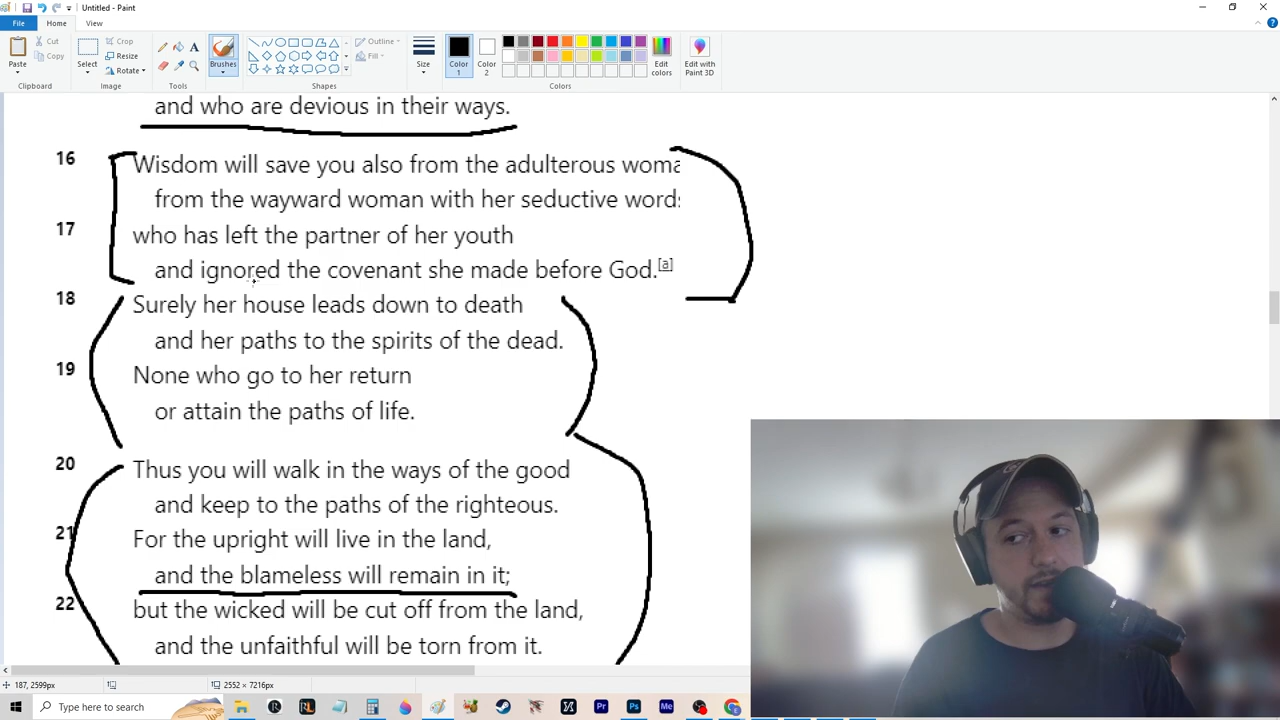 Untitled - Paint
File
Home
View
Paste
Cut
Copy
Clipboard
Select
Crop
Resize
Rotate
Image
Tools
Brushes
Outline
Fill
Shapes
Size
Color 1
Color 2
Edit colors
Colors
Edit with Paint 3D
and who are devious in their ways.
16 Wisdom will save you also from the adulterous woma
from the wayward woman with her seductive words
17 who has left the partner of her youth
and ignored the covenant she made before God.[a]
18 Surely her house leads down to death
and her paths to the spirits of the dead.
19 None who go to her return
or attain the paths of life.
20 Thus you will walk in the ways of the good
and keep to the paths of the righteous.
21 For the upright will live in the land,
and the blameless will remain in it;
22 but the wicked will be cut off from the land,
and the unfaithful will be torn from it.
187, 2599px
2552 × 7216px
Type here to search